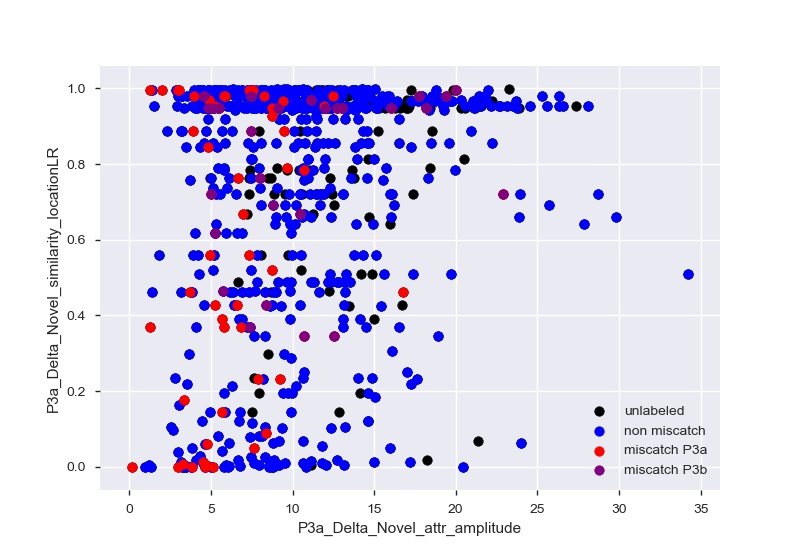 P3a_Delta_Novel_similarity_locationLR
1.0
0.8
0.6
0.4
0.2
0.0
unlabeled
non miscatch
miscatch P3a
miscatch P3b
0 5 10 15 20 25 30 35
P3a_Delta_Novel_attr_amplitude